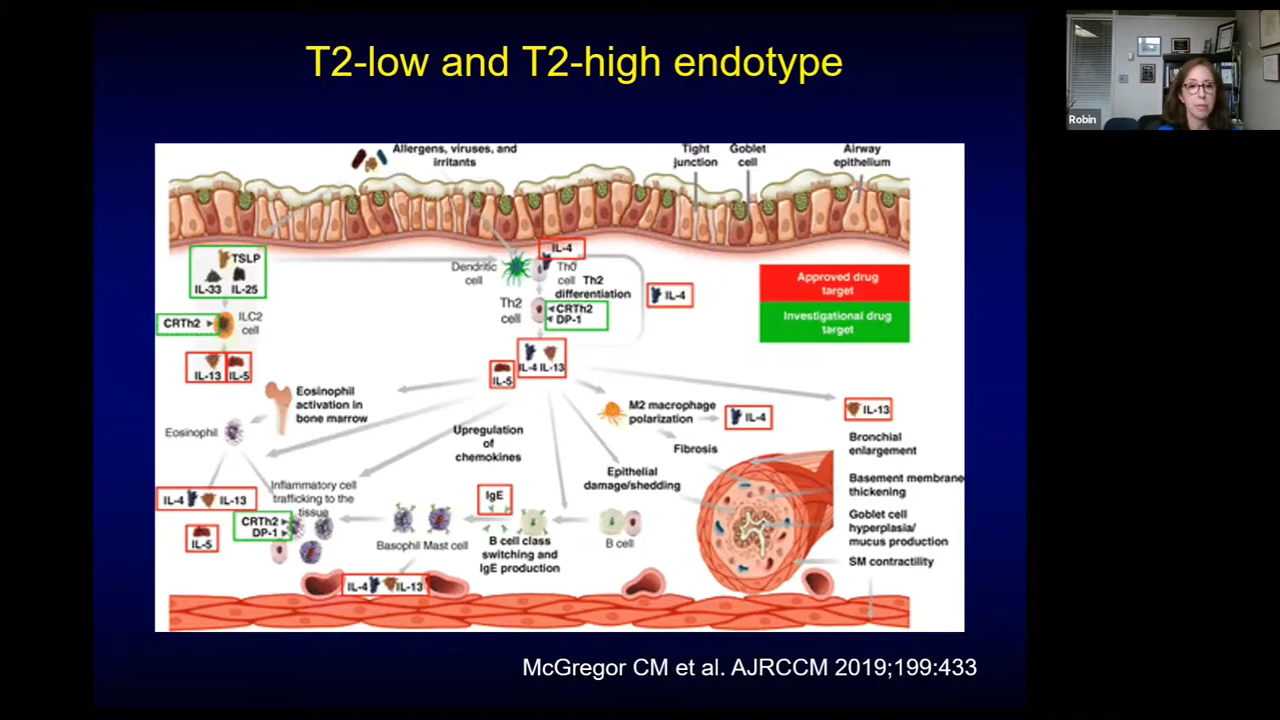 T2-low and T2-high endotype
Robin
Allergens, viruses, and
irritants
Tight
junction
Goblet
cell
Airway
epithelium
TSLP
IL-33 IL-25
Dendritic
cell
IL-4
Th0
cell
Th2
differentiation
IL-4
Approved drug
target
Investigational drug
target
CRTh2
ILC2
cell
Th2
cell
CRTh2
DP-1
IL-13 IL-5
IL-5
IL-4 IL-13
Eosinophil
activation in
bone marrow
Eosinophil
M2 macrophage
polarization
IL-4
IL-13
Upregulation
of
chemokines
Fibrosis
Bronchial
enlargement
Epithelial
damage/shedding
Basement membrane
thickening
Inflammatory cell
trafficking to the
tissue
IL-4 IL-13
IL-5
CRTh2
DP-1
IgE
Goblet cell
hyperplasia/
mucus production
Basophil Mast cell
B cell class
switching and
IgE production
B cell
SM contractility
IL-4 IL-13
McGregor CM et al. AJRCCM 2019;199:433